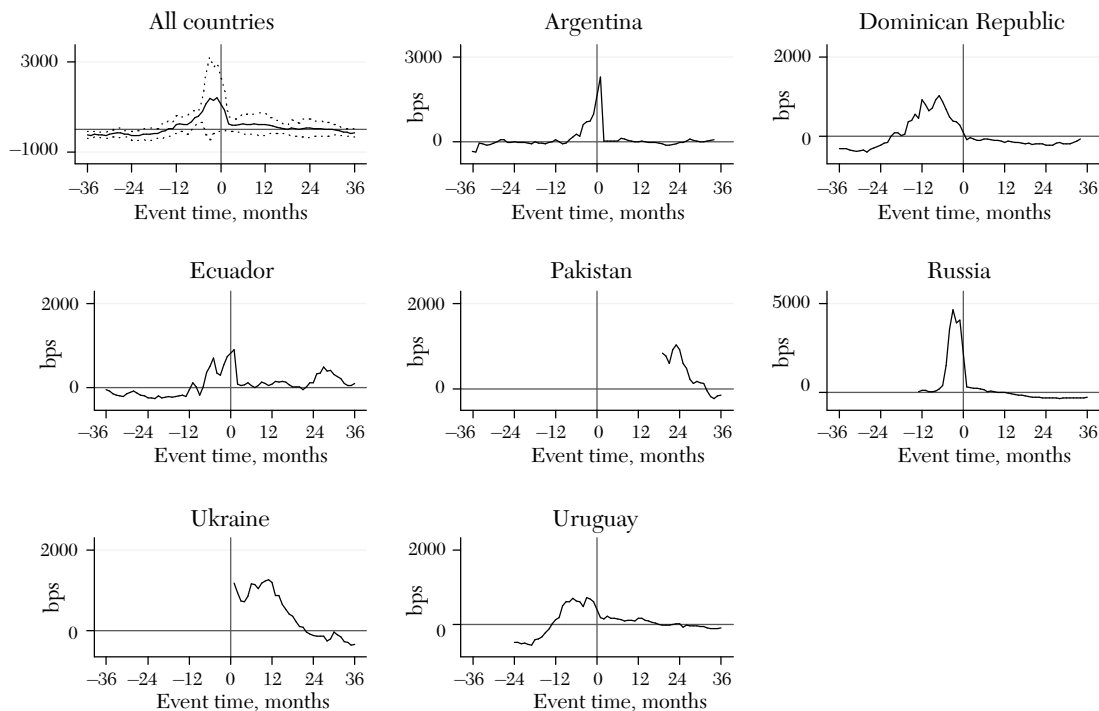 All countries
3000
−1000
−36 −24 −12 0 12 24 36
Event time, months
Argentina
bps
3000
0
−36 −24 −12 0 12 24 36
Event time, months
Dominican Republic
bps
2000
0
−36 −24 −12 0 12 24 36
Event time, months
Ecuador
bps
2000
0
−36 −24 −12 0 12 24 36
Event time, months
Pakistan
bps
2000
0
−36 −24 −12 0 12 24 36
Event time, months
Russia
bps
5000
0
−36 −24 −12 0 12 24 36
Event time, months
Ukraine
bps
2000
0
−36 −24 −12 0 12 24 36
Event time, months
Uruguay
bps
2000
0
−36 −24 −12 0 12 24 36
Event time, months